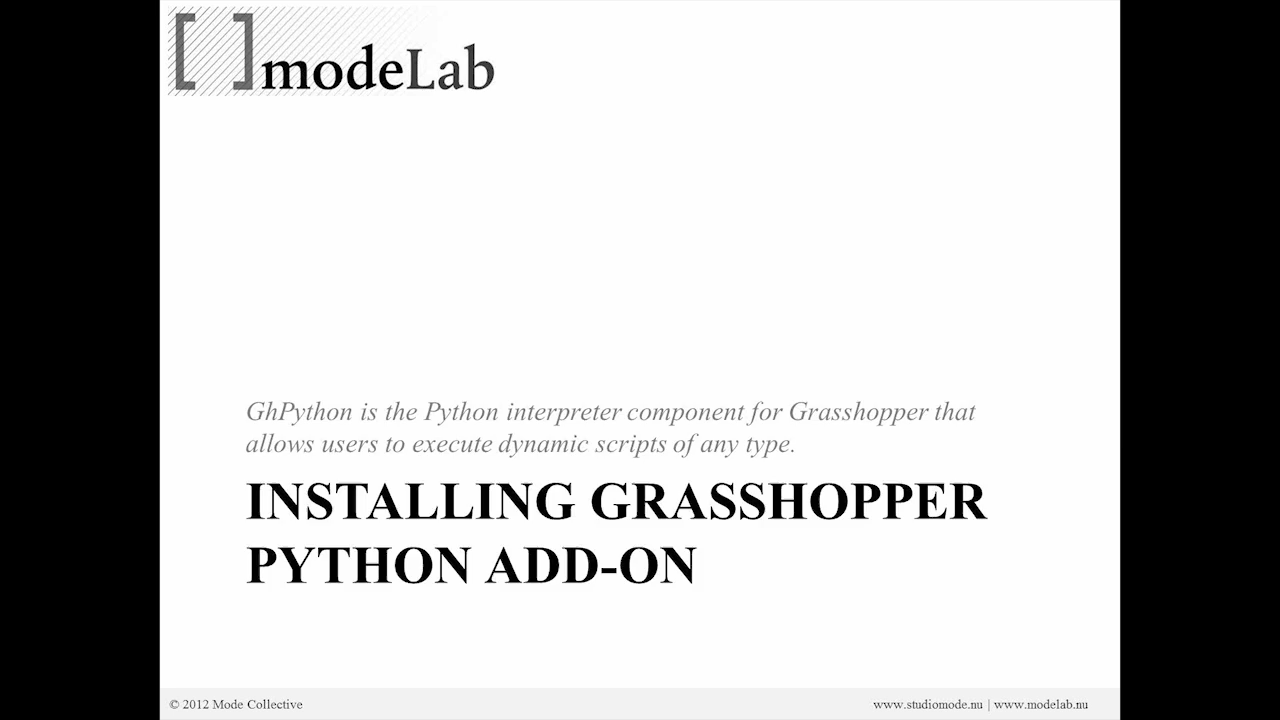 [ ] modeLab
GhPython is the Python interpreter component for Grasshopper that
allows users to execute dynamic scripts of any type.
INSTALLING GRASSHOPPER
PYTHON ADD-ON
© 2012 Mode Collective
www.studiomode.nu | www.modelab.nu